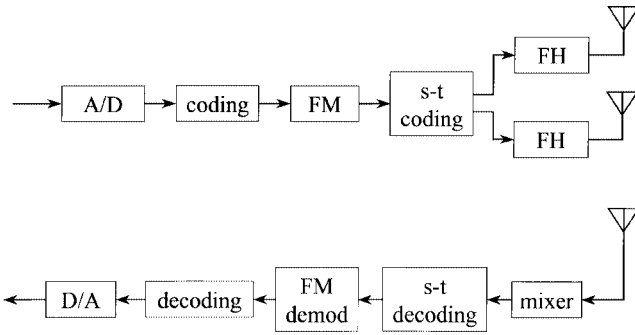 FH
A/D
coding
FM
s-t
coding
FH
D/A
decoding
FM
demod
s-t
decoding
mixer